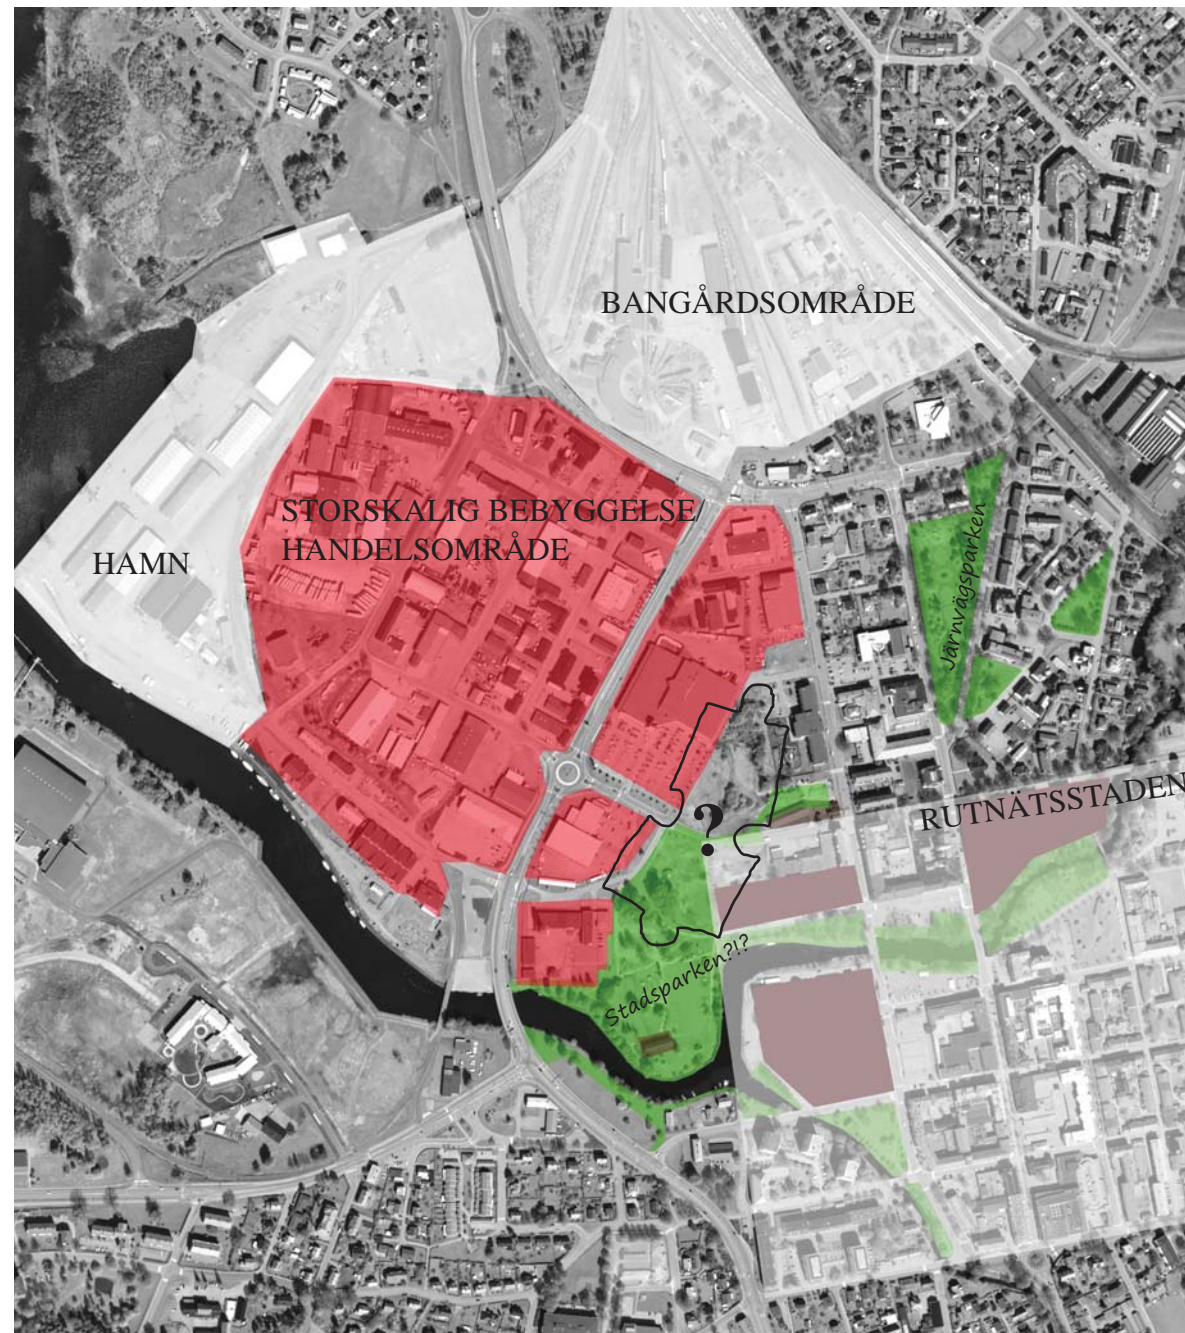 BANGÅRDSOMRÅDE
STORSKALIG BEBYGGELSE/
HANDELSOMRÅDE
HAMN
Järnvägsparken
RUTNÄTSSTADEN
?
Stadsparken?!?